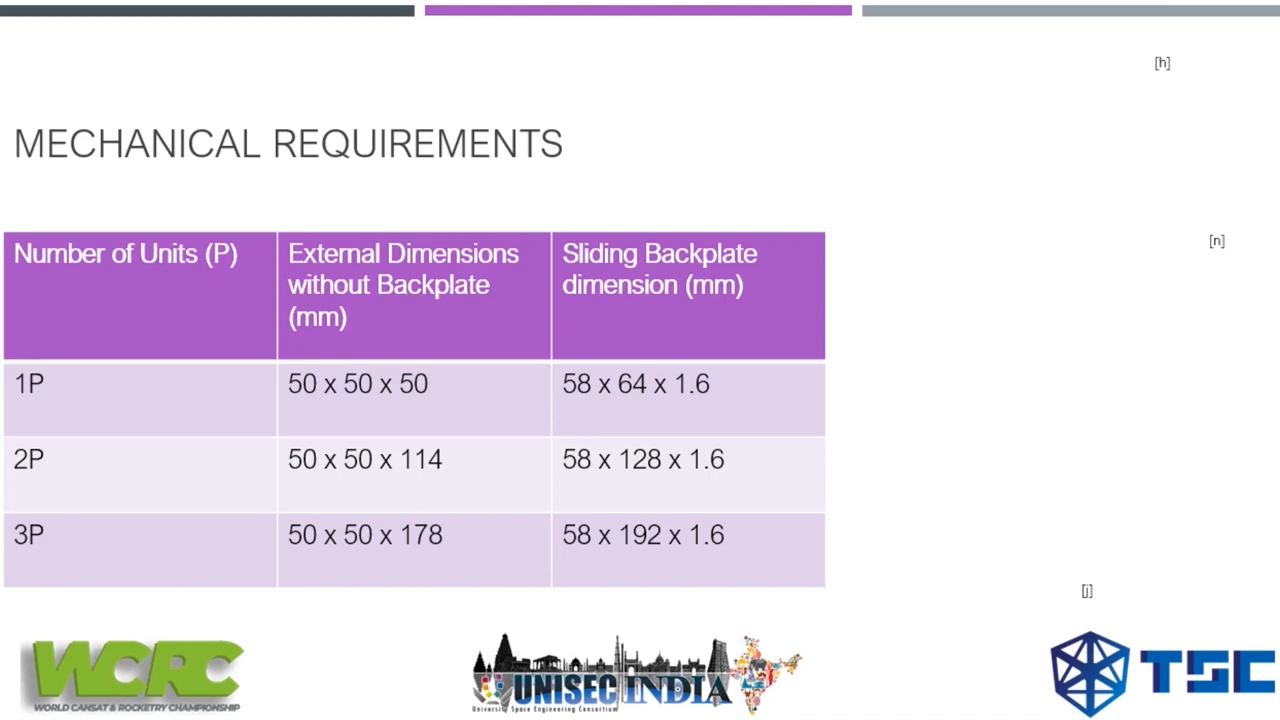 [h]
MECHANICAL REQUIREMENTS
[n]
Number of Units (P)
External Dimensions
without Backplate
(mm)
Sliding Backplate
dimension (mm)
1P
50 x 50 x 50
58 x 64 x 1.6
2P
50 x 50 x 114
58 x 128 x 1.6
3P
50 x 50 x 178
58 x 192 x 1.6
[j]
WCRC
WORLD CANSAT & ROCKETRY CHAMPIONSHIP
UNISEC INDIA
University Space Engineering Consortium
TSC